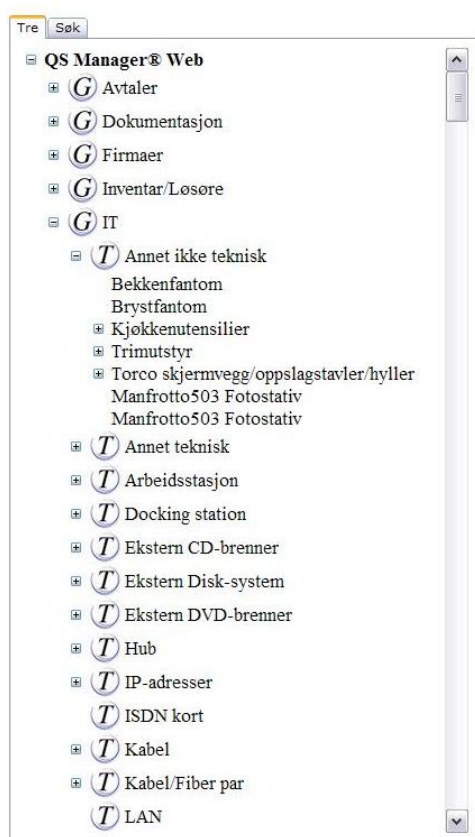 Tre Søk
QS Manager® Web
G Avtaler
G Dokumentasjon
G Firmaer
G Inventar/Løsøre
G IT
T Annet ikke teknisk
Bekkenfantom
Brystfantom
Kjøkkenutensilier
Trimutstyr
Torco skjermvegg/oppslagstavler/hyller
Manfrotto503 Fotostativ
Manfrotto503 Fotostativ
T Annet teknisk
T Arbeidsstasjon
T Docking station
T Ekstern CD-brenner
T Ekstern Disk-system
T Ekstern DVD-brenner
T Hub
T IP-adresser
T ISDN kort
T Kabel
T Kabel/Fiber par
T LAN